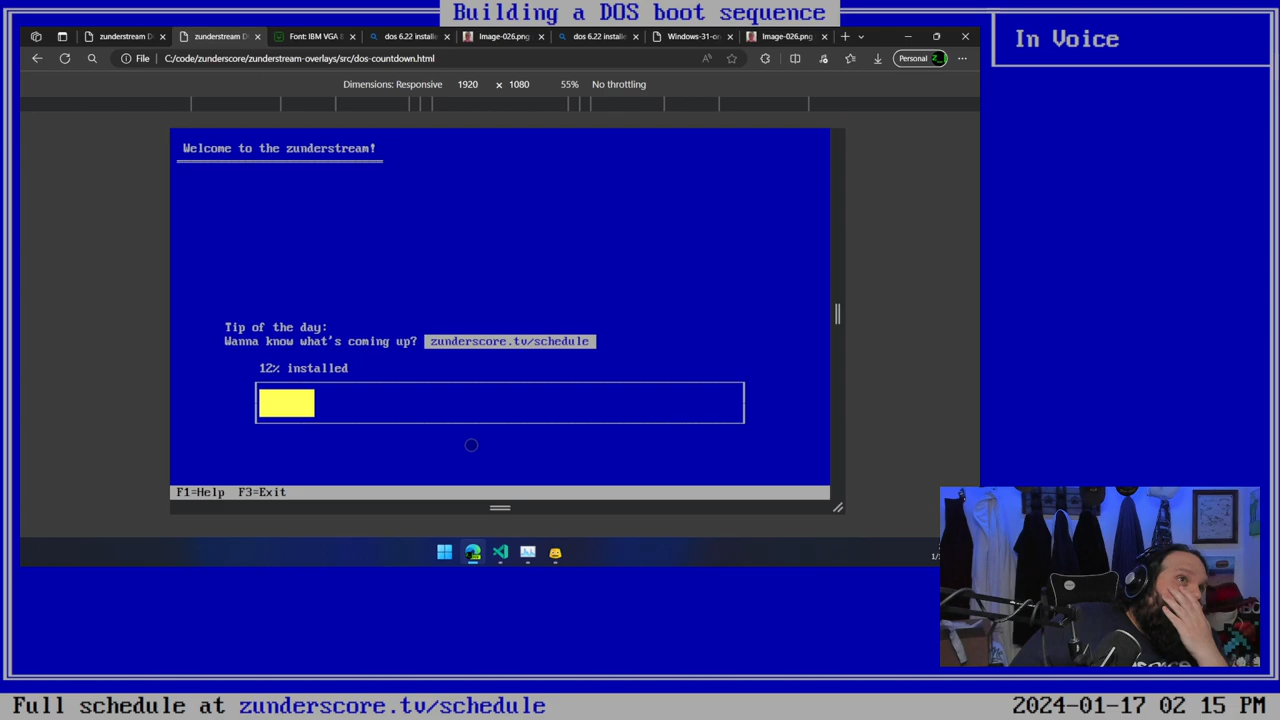 Building a DOS boot sequence
In Voice
zunderstream D
zunderstream D
Font: IBM VGA 8
dos 6.22 installe
Image-026.png
dos 6.22 installe
Windows-31-on
Image-026.png
File
C:/code/zunderscore/zunderstream-overlays/src/dos-countdown.html
Personal
Dimensions: Responsive 1920 × 1080 55% No throttling
Welcome to the zunderstream!
Tip of the day:
Wanna know what's coming up? zunderscore.tv/schedule
12% installed
F1=Help F3=Exit
Full schedule at zunderscore.tv/schedule
2024-01-17 02 15 PM